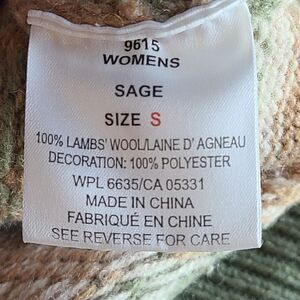 9615
WOMENS
SAGE
SIZE S
100% LAMBS' WOOL/LAINE D' AGNEAU
DECORATION: 100% POLYESTER
WPL 6635/CA 05331
MADE IN CHINA
FABRIQUÉ EN CHINE
SEE REVERSE FOR CARE